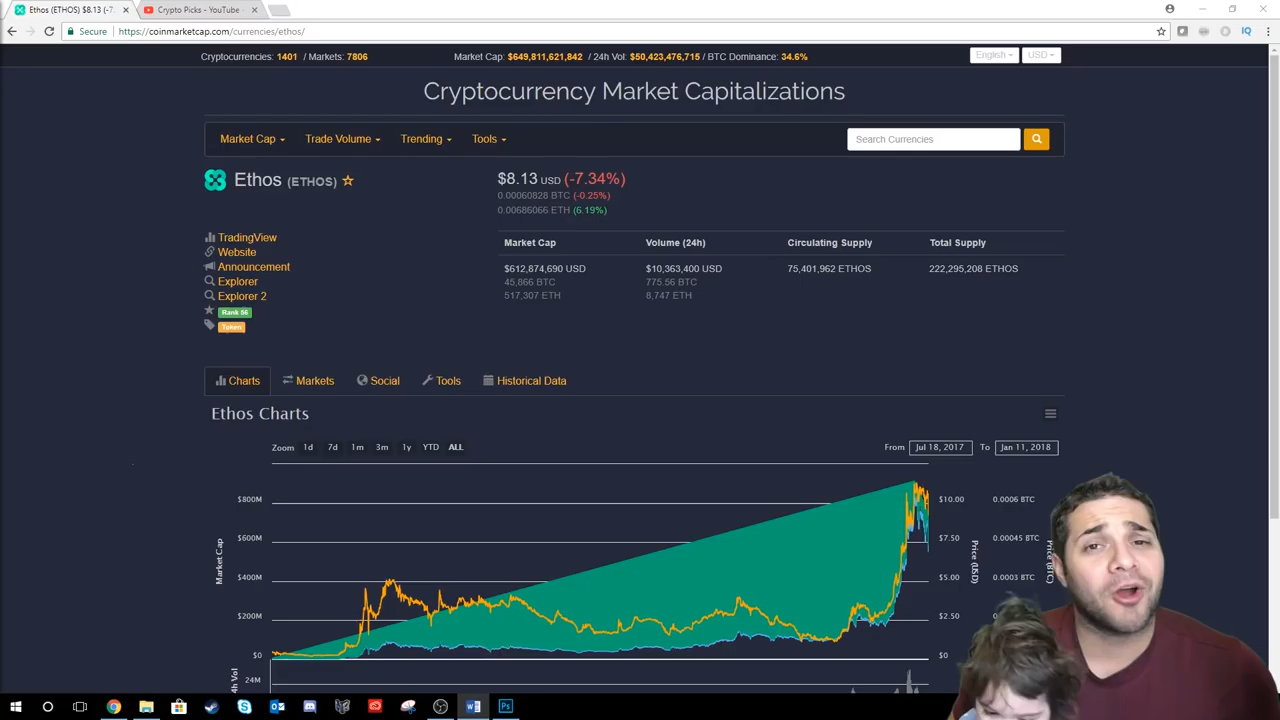 Ethos (ETHOS) $8.13 (-7.34%)
Crypto Picks - YouTube
Secure
https://coinmarketcap.com/currencies/ethos/
Cryptocurrencies: 1401 / Markets: 7806
Market Cap: $649,811,621,842 / 24h Vol: $50,423,476,715 / BTC Dominance: 34.6%
English
USD
Cryptocurrency Market Capitalizations
Market Cap
Trade Volume
Trending
Tools
Search Currencies
Ethos (ETHOS)
$8.13 USD (-7.34%)
0.00060828 BTC (-0.25%)
0.00686066 ETH (6.19%)
TradingView
Website
Announcement
Explorer
Explorer 2
Rank 56
Token
Market Cap
Volume (24h)
Circulating Supply
Total Supply
$612,874,690 USD
$10,363,400 USD
75,401,962 ETHOS
222,295,208 ETHOS
45,866 BTC
775.56 BTC
517,307 ETH
8,747 ETH
Charts
Markets
Social
Tools
Historical Data
Ethos Charts
Zoom 1d 7d 1m 3m 1y YTD ALL
From Jul 18, 2017 To Jan 11, 2018
$800M
$600M
$400M
$200M
$0
Market Cap
24M
$10.00
$7.50
$5.00
$2.50
$0
Price (USD)
0.0006 BTC
0.00045 BTC
0.0003 BTC